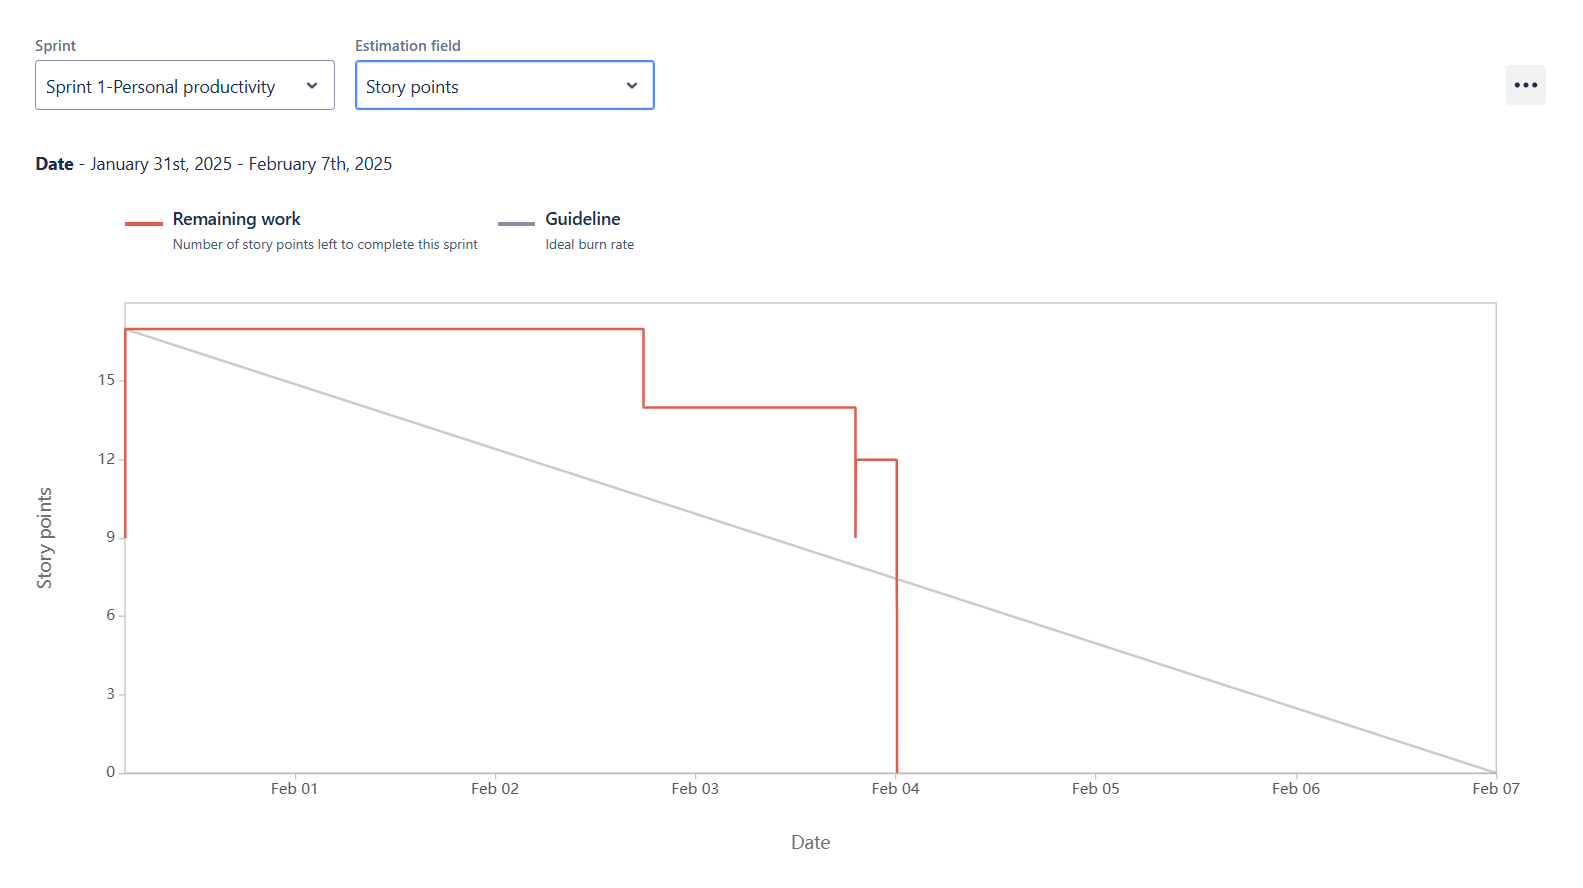 Sprint
Estimation field
Sprint 1-Personal productivity
Story points
Date - January 31st, 2025 - February 7th, 2025
Remaining work
Number of story points left to complete this sprint
Guideline
Ideal burn rate
Story points
15
12
9
6
3
0
Feb 01
Feb 02
Feb 03
Feb 04
Feb 05
Feb 06
Feb 07
Date